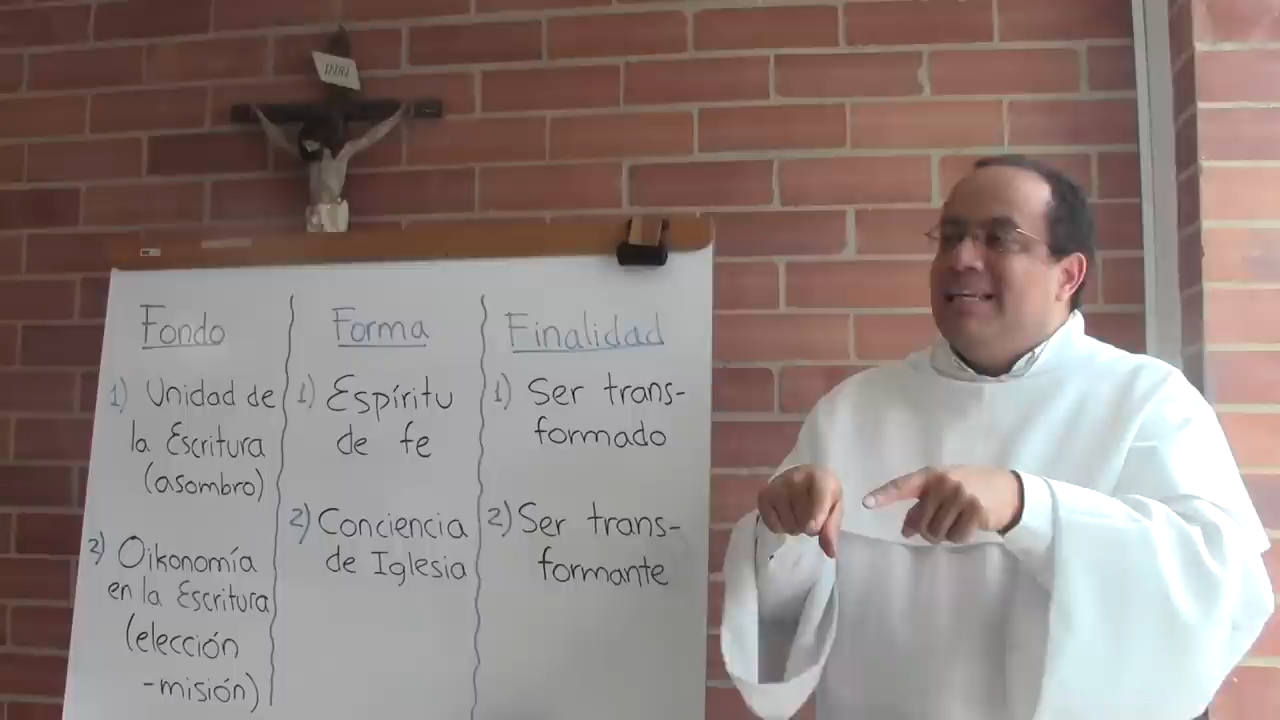 INRI
Fondo
1) Unidad de
la Escritura
(asombro)
2) Oikonomía
en la Escritura
(elección
-misión)
Forma
1) Espíritu
de fe
2) Conciencia
de Iglesia
Finalidad
1) Ser trans-
formado
2) Ser trans-
formante